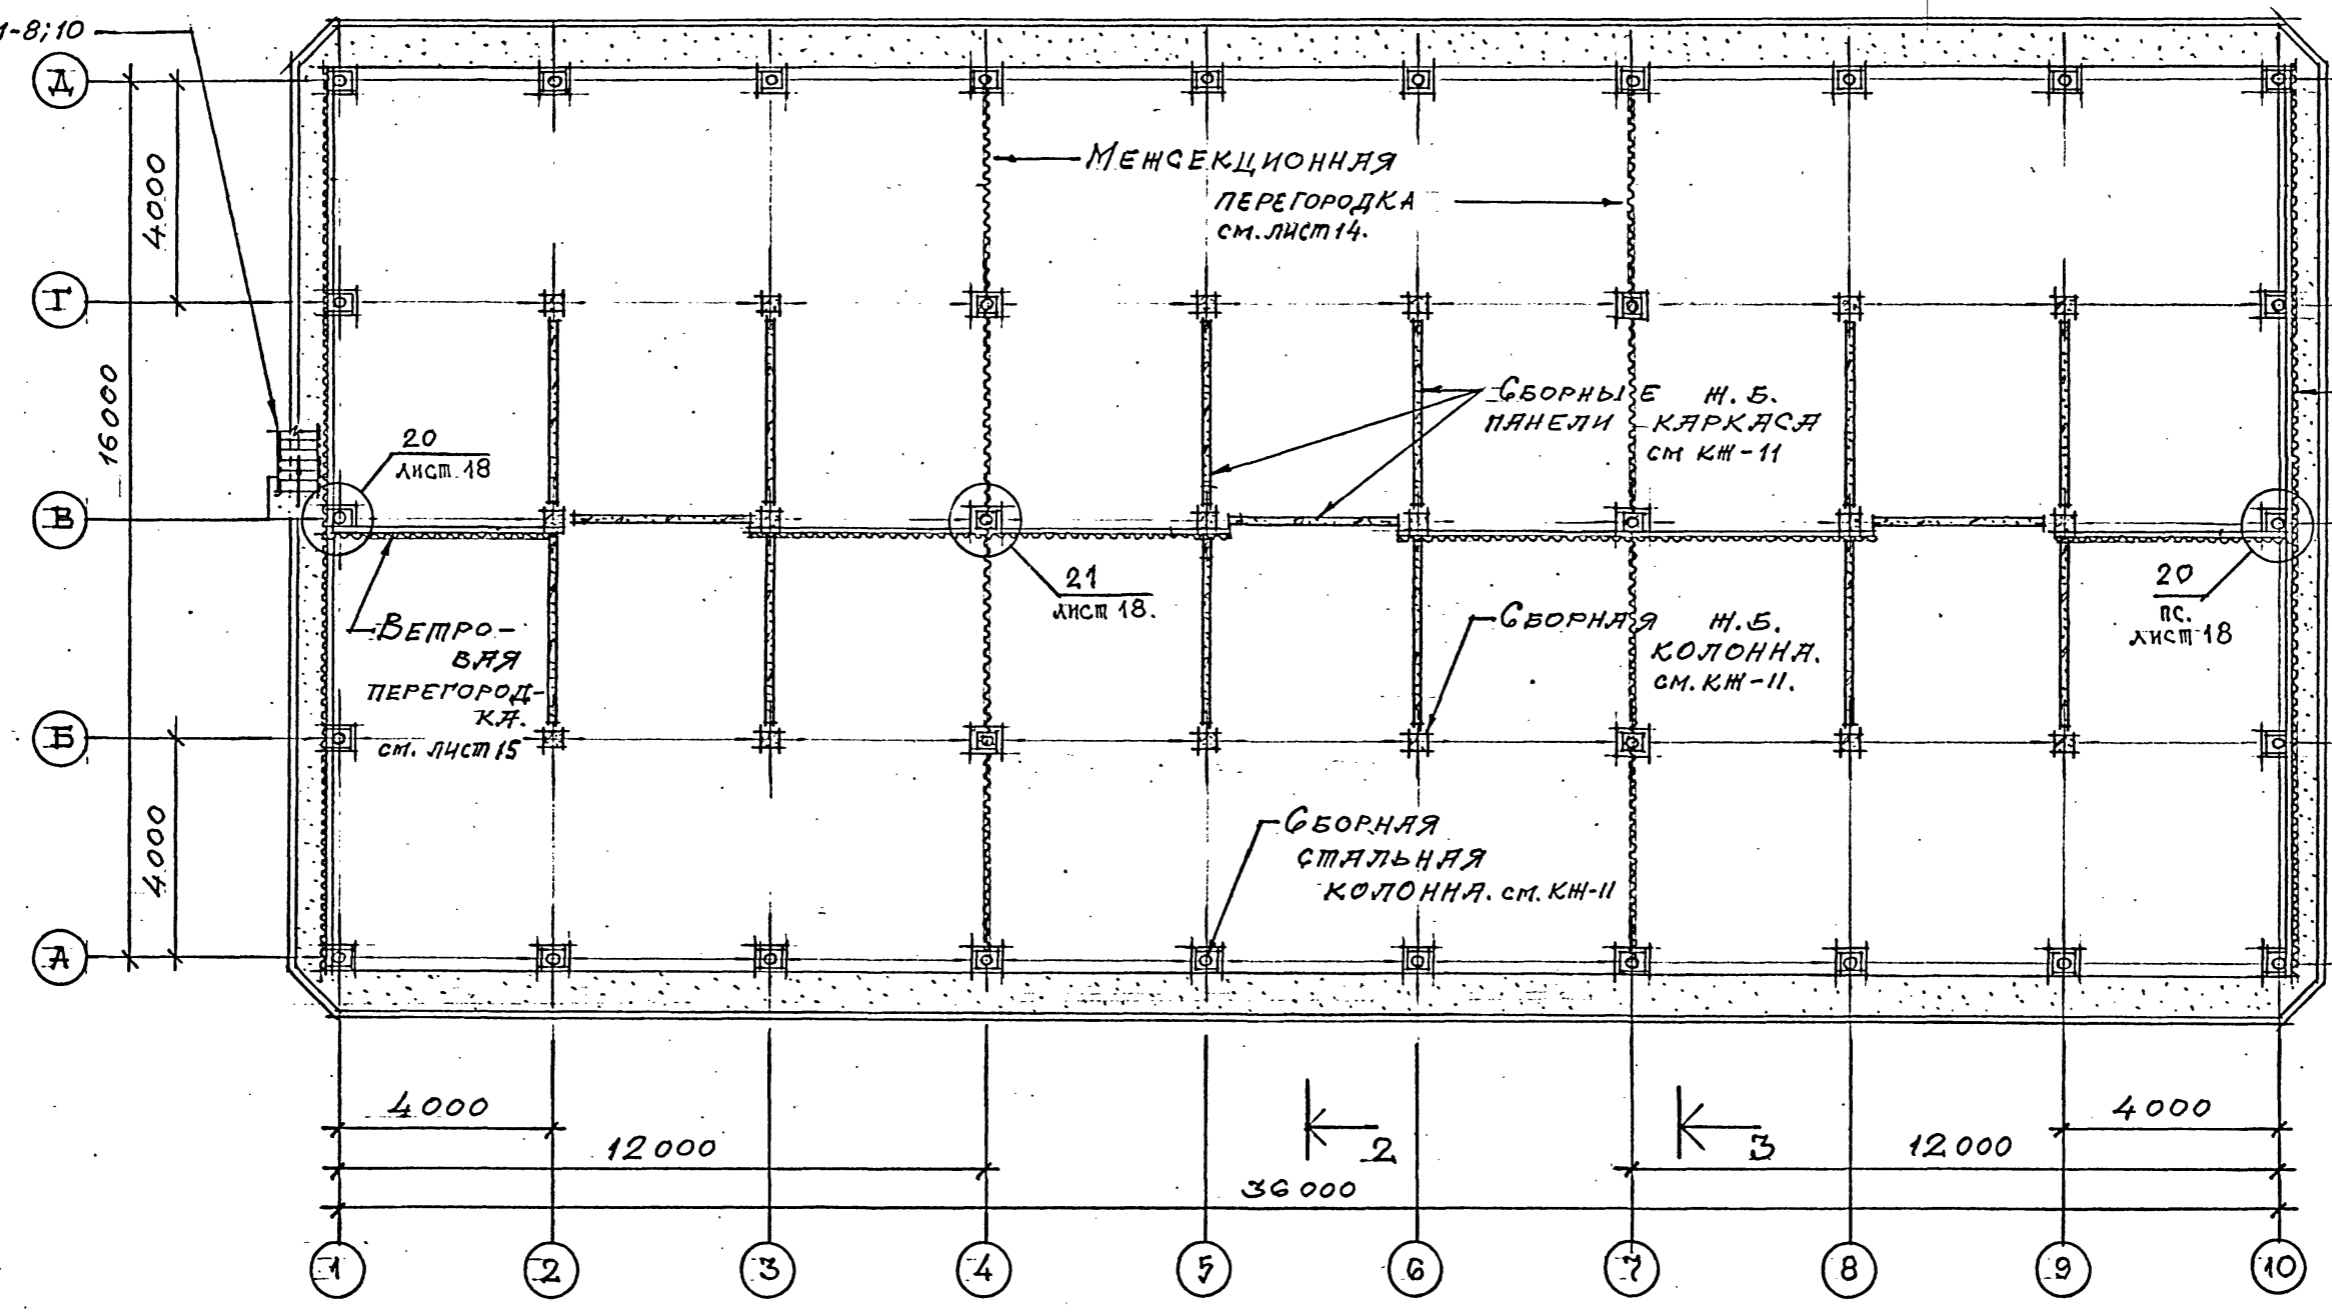 1-8;10
Д
4000
Межсекционная
перегородка
см. лист 14.
Г
16000
20
лист 18
Сборные ж.б.
панели каркаса
см КЖ-11
В
21
лист 18.
20
пс.
лист 18
Ветро-
вая
перегород-
ка.
см. лист 15
Сборная ж.б.
колонна.
см. КЖ-11.
Б
4000
Сборная
стальная
колонна. см. КЖ-11
А
4000
2
3
4000
12000
12000
36000
1
2
3
4
5
6
7
8
9
10